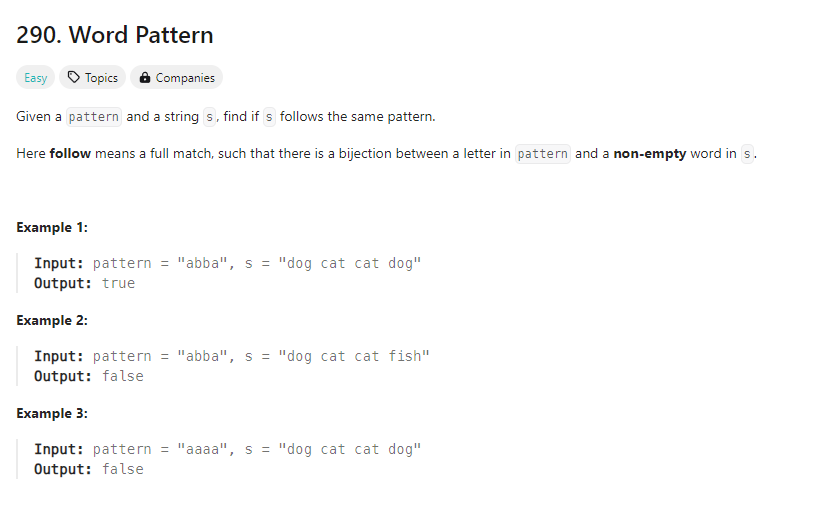 290. Word Pattern
Easy Topics Companies
Given a pattern and a string s, find if s follows the same pattern.
Here follow means a full match, such that there is a bijection between a letter in pattern and a non-empty word in s.
Example 1:
Input: pattern = "abba", s = "dog cat cat dog"
Output: true
Example 2:
Input: pattern = "abba", s = "dog cat cat fish"
Output: false
Example 3:
Input: pattern = "aaaa", s = "dog cat cat dog"
Output: false